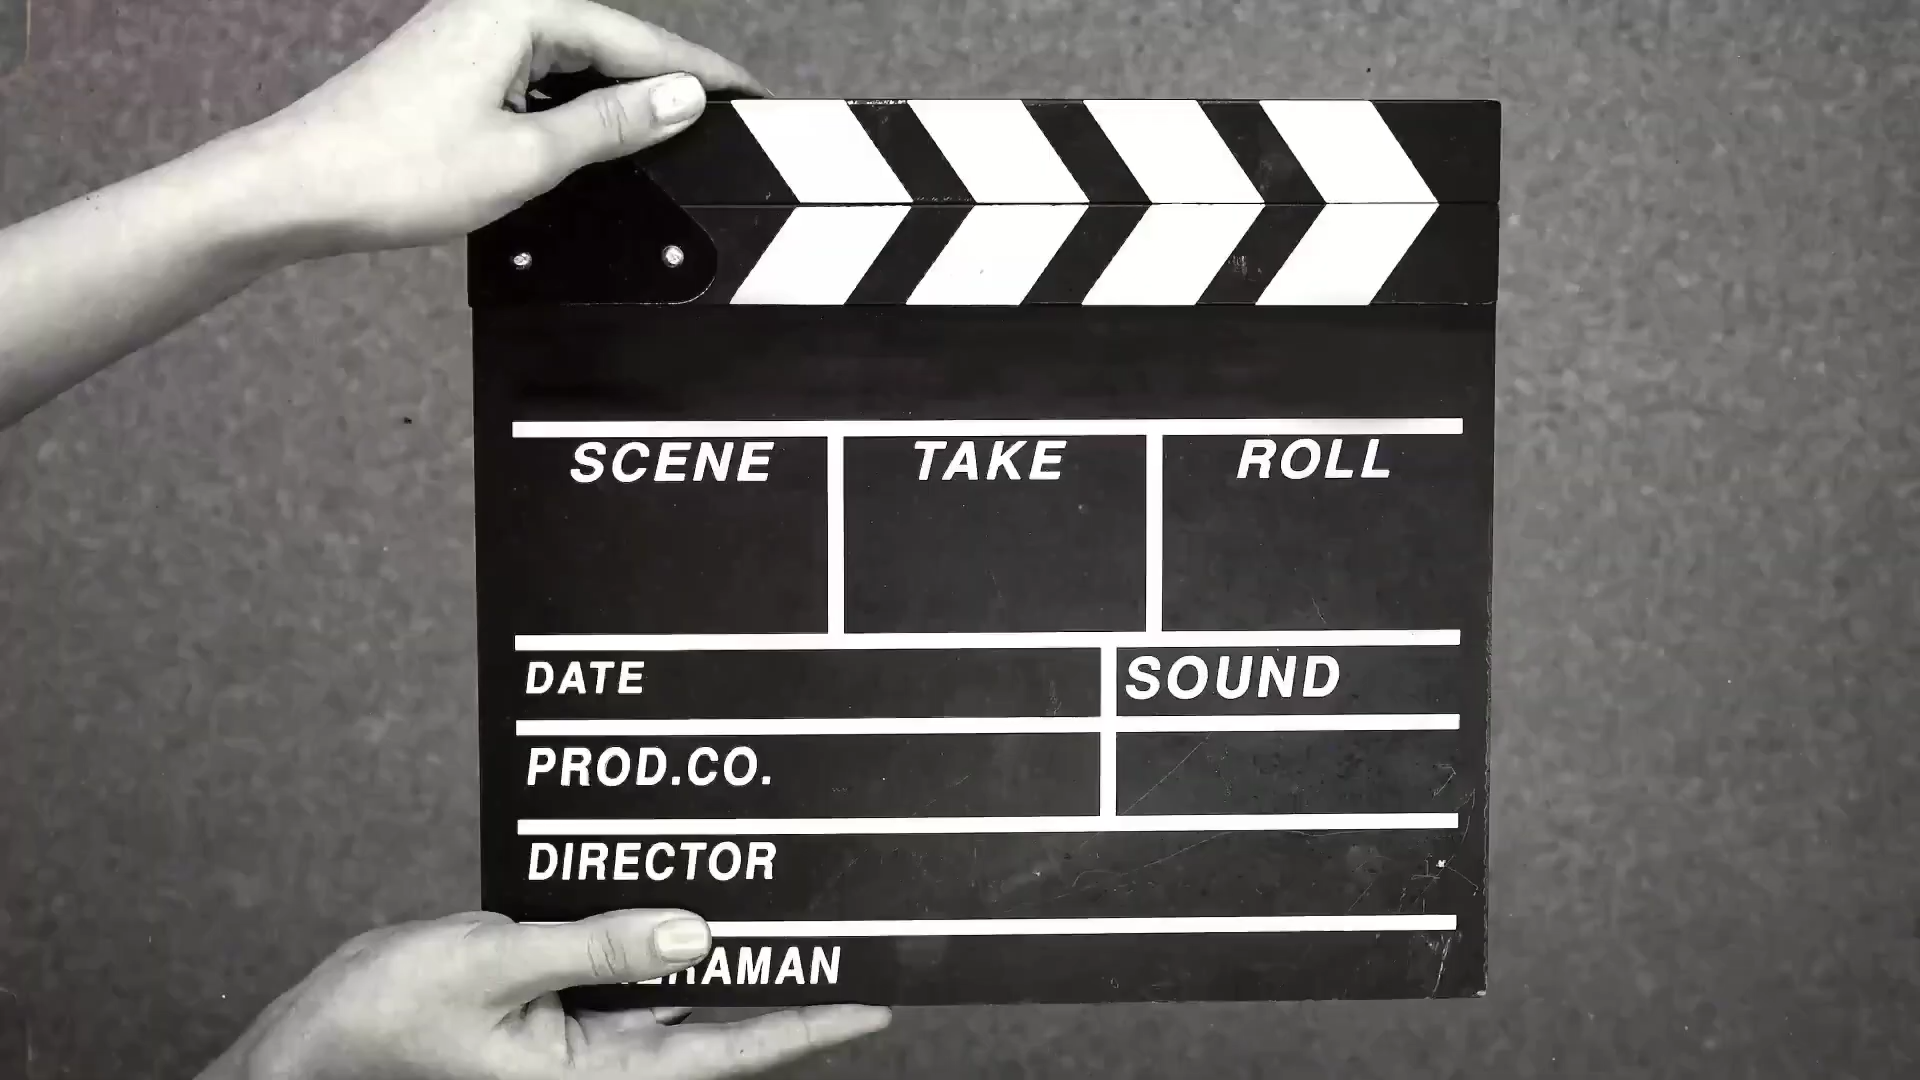 SCENE TAKE ROLL
DATE SOUND
PROD.CO.
DIRECTOR